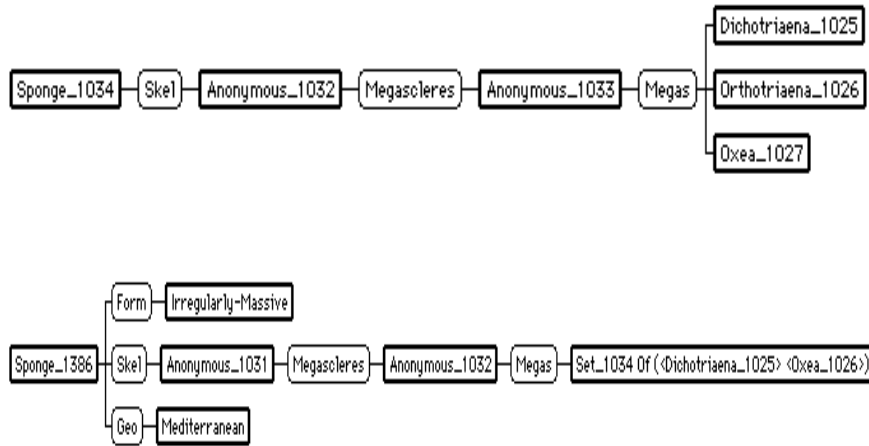 Dichotriaena_1025
Sponge_1034 Skel Anonymous_1032 Megascleres Anonymous_1033 Megas Orthotriaena_1026
Oxea_1027
Form Irregularly-Massive
Sponge_1386 Skel Anonymous_1031 Megascleres Anonymous_1032 Megas Set_1034 Of (<Dichotriaena_1025> <Oxea_1026>)
Geo Mediterranean